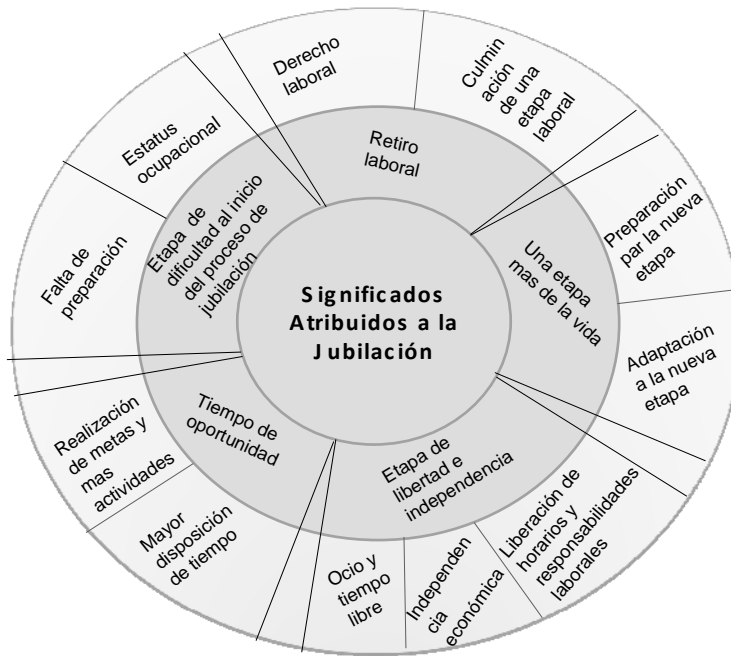 Significados
Atribuidos a la
Jubilación
Retiro
laboral
Derecho
laboral
Culmin
ación
de una
etapa
laboral
Una etapa
mas de la vida
Preparación
par la nueva
etapa
Adaptación
a la nueva
etapa
Etapa de
libertad e
independencia
Liberación de
horarios y
responsabilidades
laborales
Independen
cia
económica
Ocio y
tiempo
libre
Tiempo de
oportunidad
Mayor
disposición
de tiempo
Realización
de metas y
mas
actividades
Etapa de
dificultad al inicio
del proceso de
jubilación
Falta de
preparación
Estatus
ocupacional